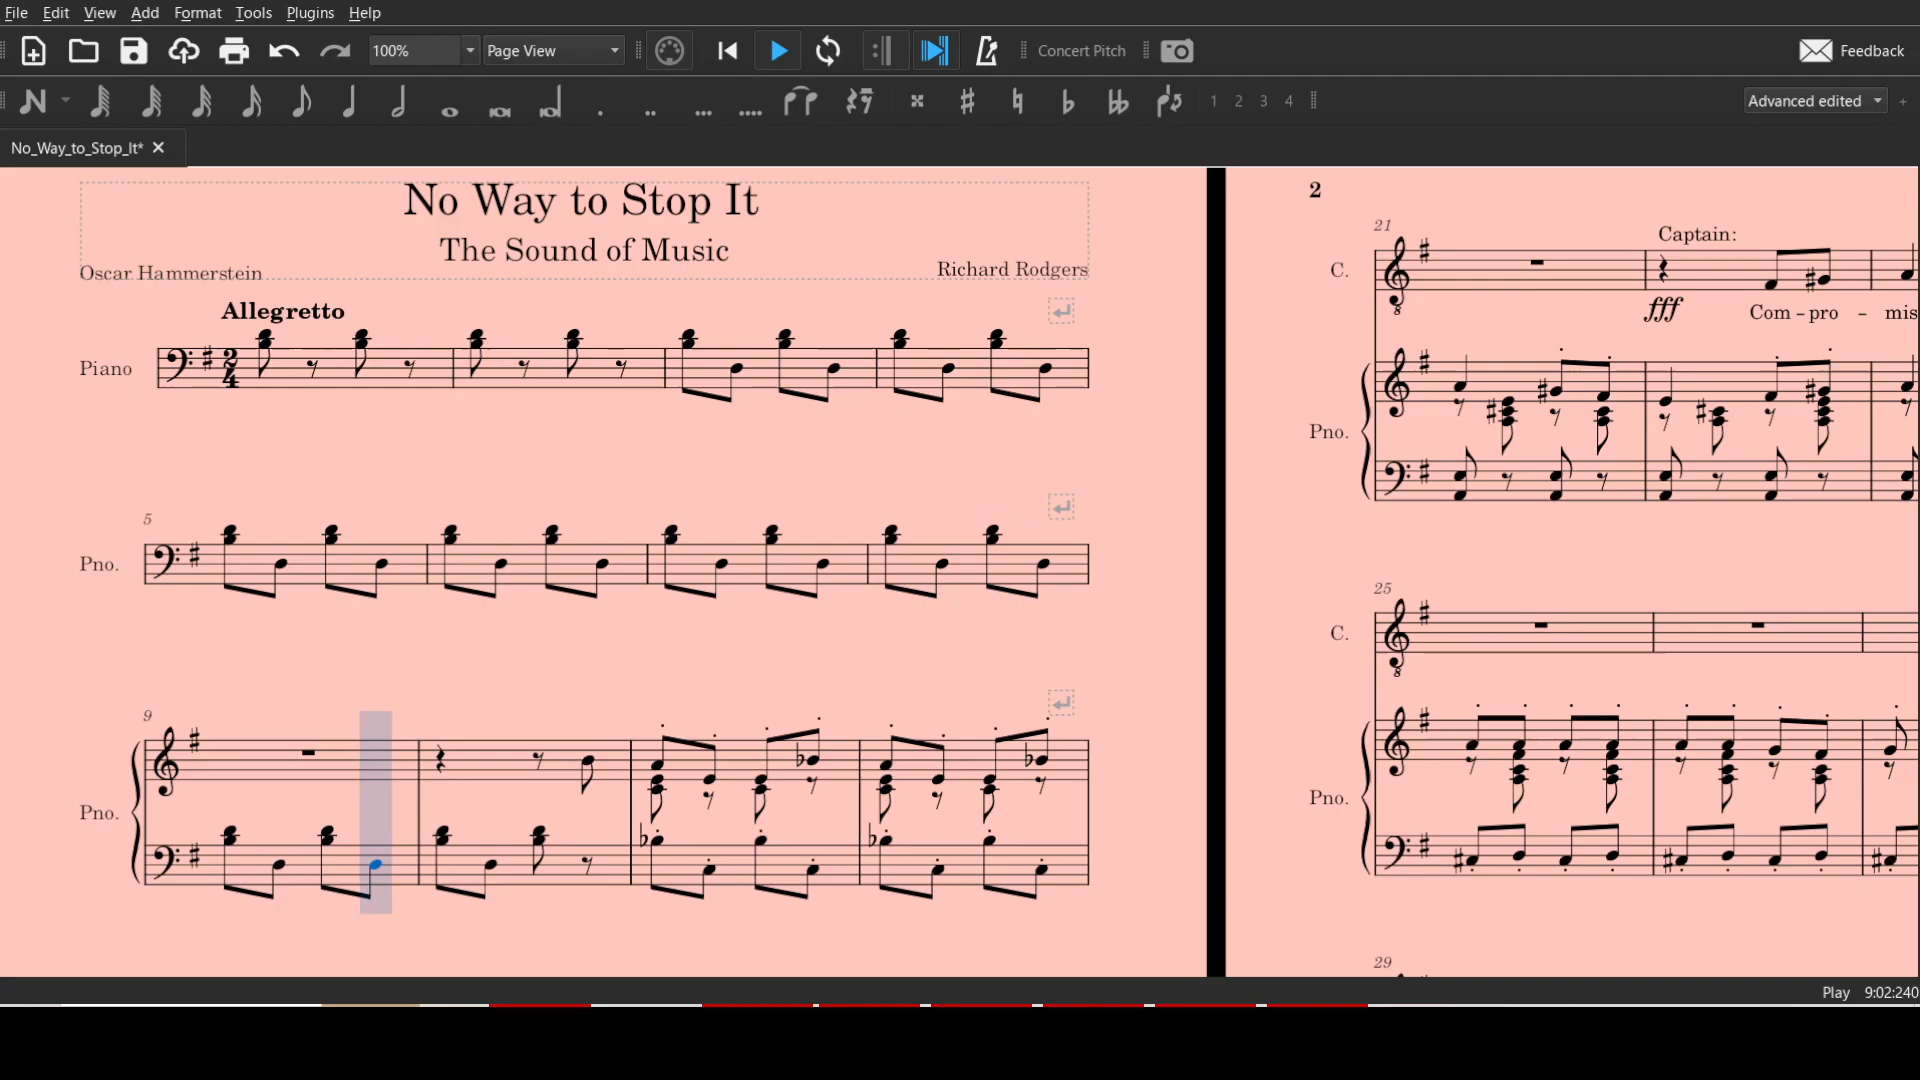 File Edit View Add Format Tools Plugins Help
100% Page View Concert Pitch Feedback
1 2 3 4 Advanced edited
No_Way_to_Stop_It*
No Way to Stop It
The Sound of Music
Oscar Hammerstein
Richard Rodgers
Allegretto
Piano
2
4
5
Pno.
9
Pno.
2
21
Captain:
C.
8
fff Com - pro - mis
Pno.
25
C.
8
Pno.
29
Play 9:02:240